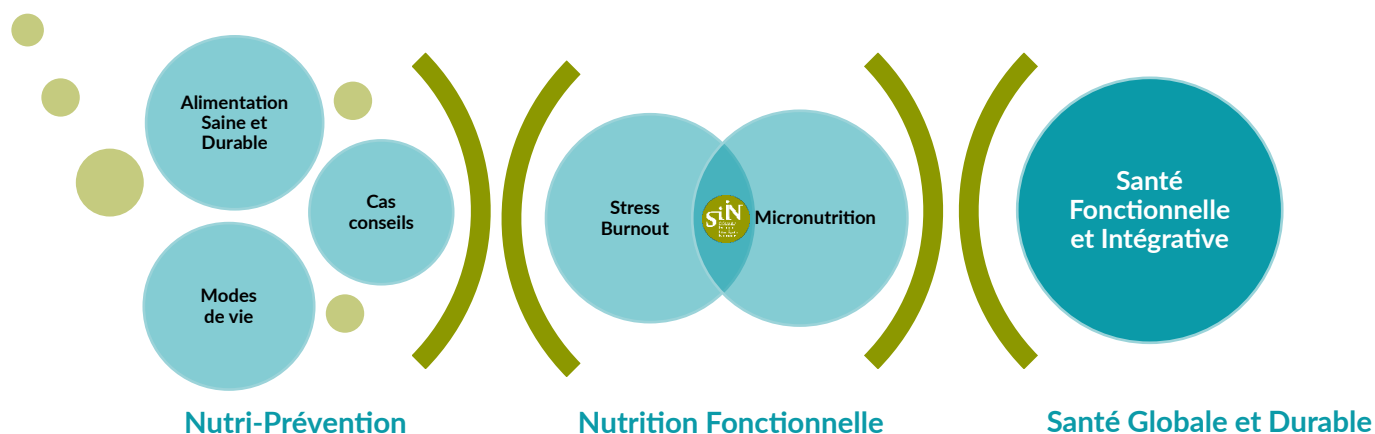 Alimentation
Saine et
Durable
Cas
conseils
Modes
de vie
Nutri-Prévention
Stress
Burnout
SiiN
Micronutrition
Nutrition Fonctionnelle
Santé
Fonctionnelle
et Intégrative
Santé Globale et Durable